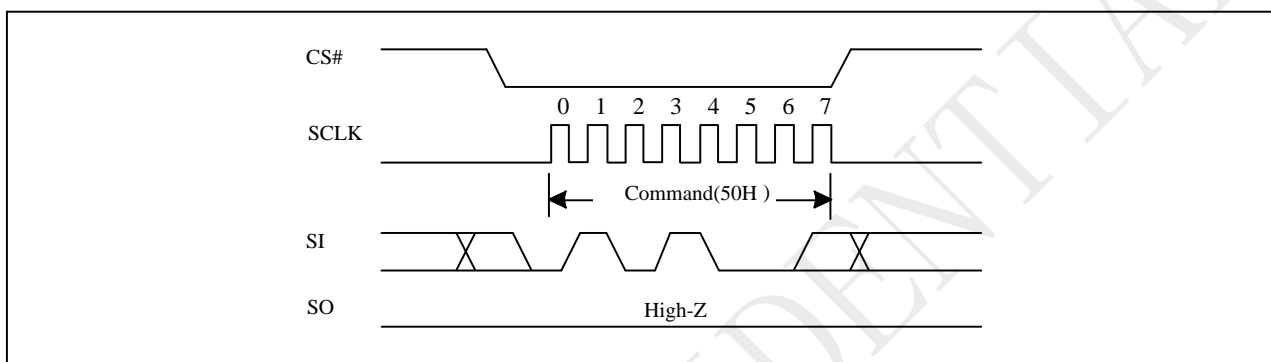 CS#
0 1 2 3 4 5 6 7
SCLK
Command(50H )
SI
SO
High-Z